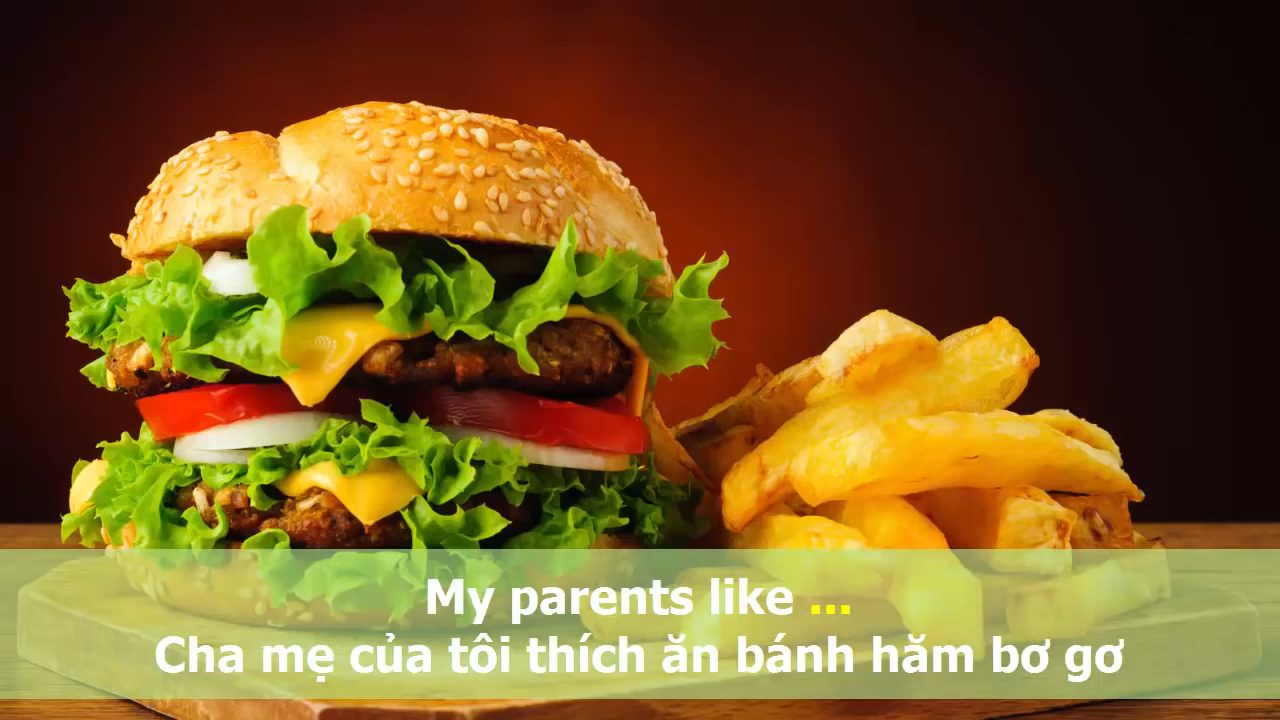 My parents like ...
Cha mẹ của tôi thích ăn bánh hăm bơ gơ